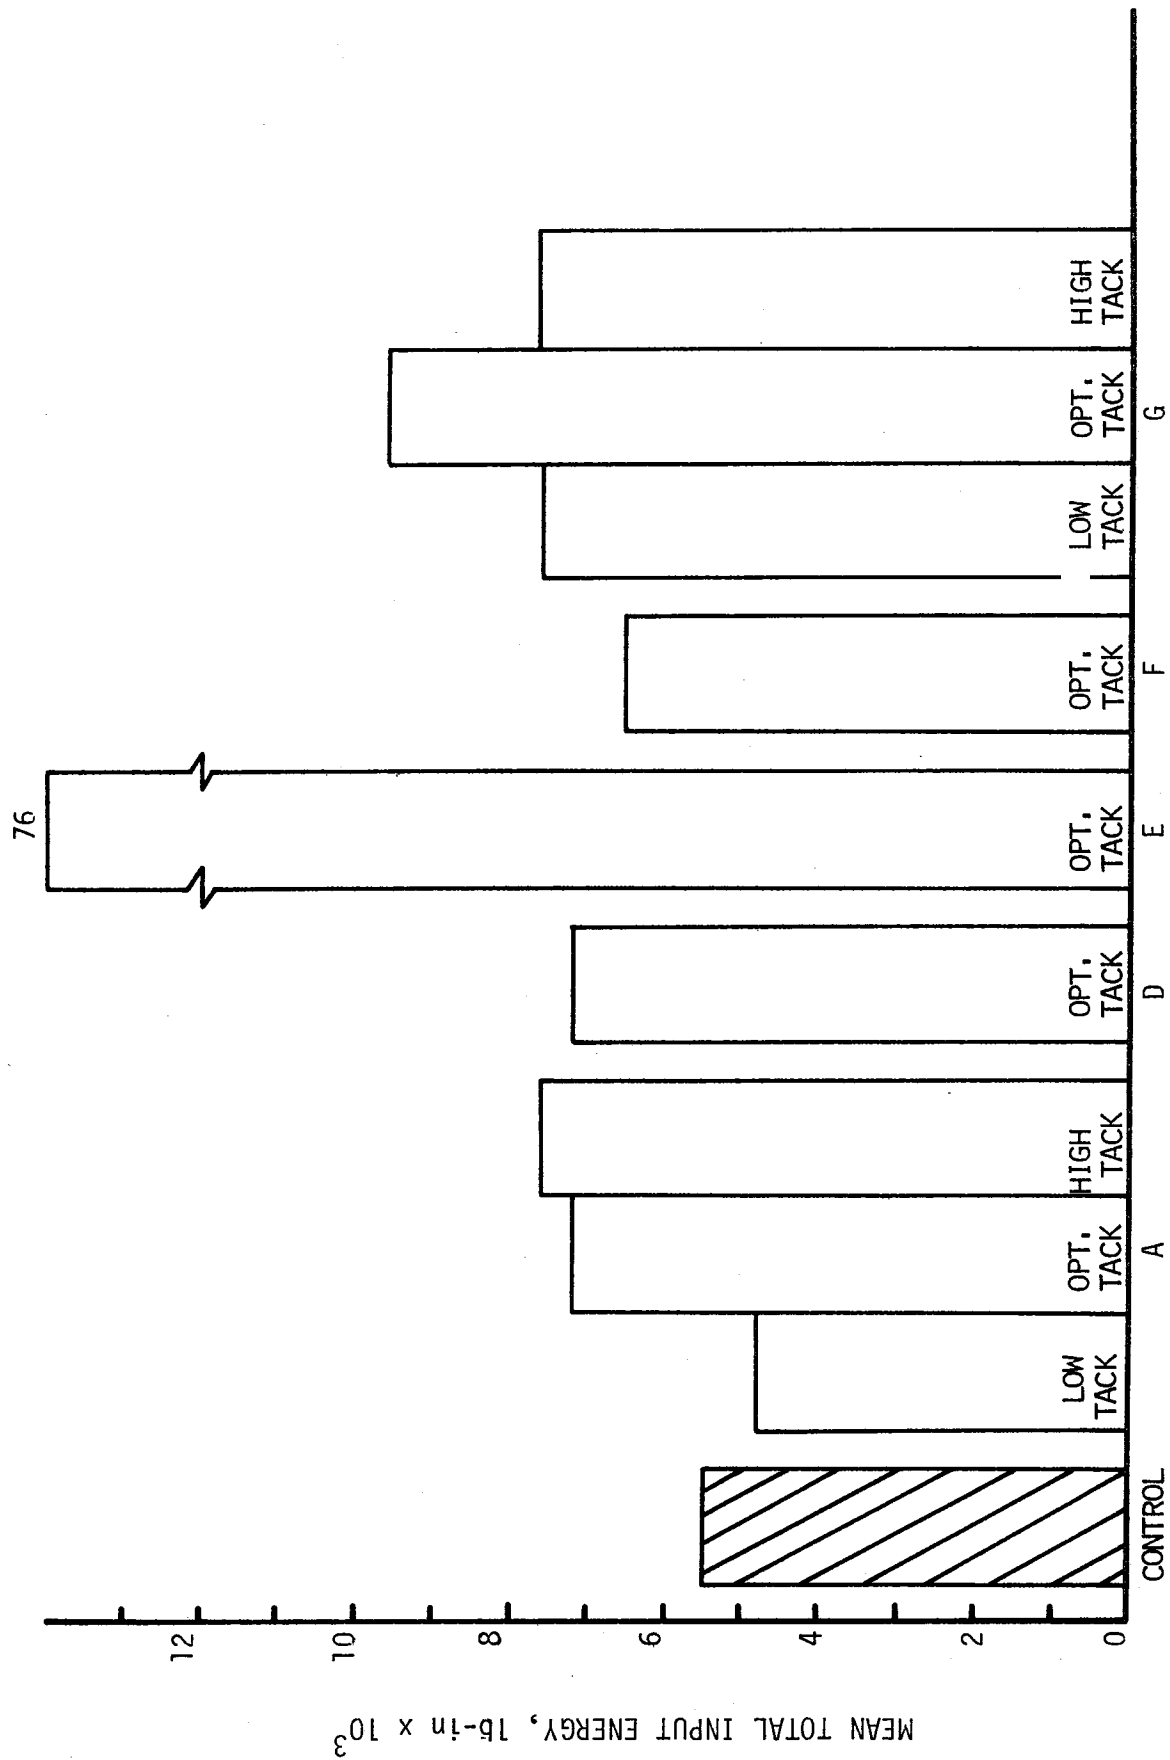 MEAN TOTAL INPUT ENERGY, lb-in x 10³
12
10
8
6
4
2
0
76
LOW
TACK
OPT.
TACK
HIGH
TACK
OPT.
TACK
OPT.
TACK
OPT.
TACK
LOW
TACK
OPT.
TACK
HIGH
TACK
CONTROL
A
D
E
F
G